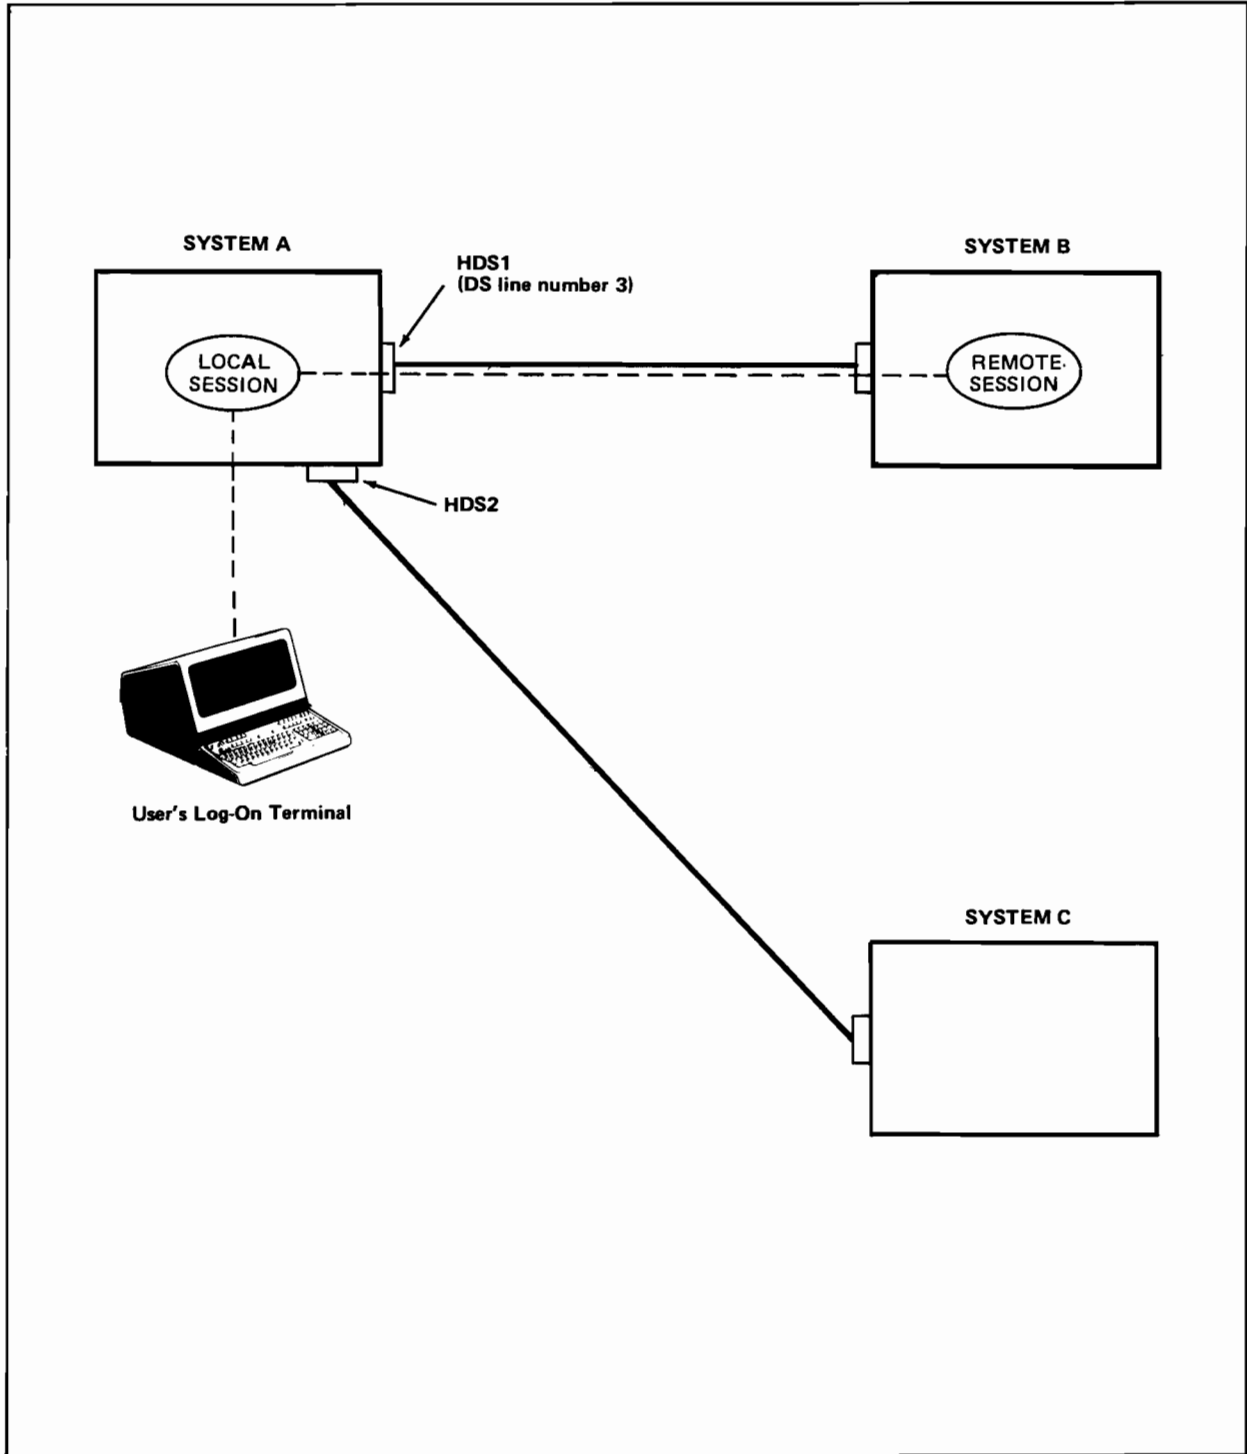 SYSTEM A
HDS1
(DS line number 3)
SYSTEM B
LOCAL
SESSION
REMOTE
SESSION
HDS2
User's Log-On Terminal
SYSTEM C